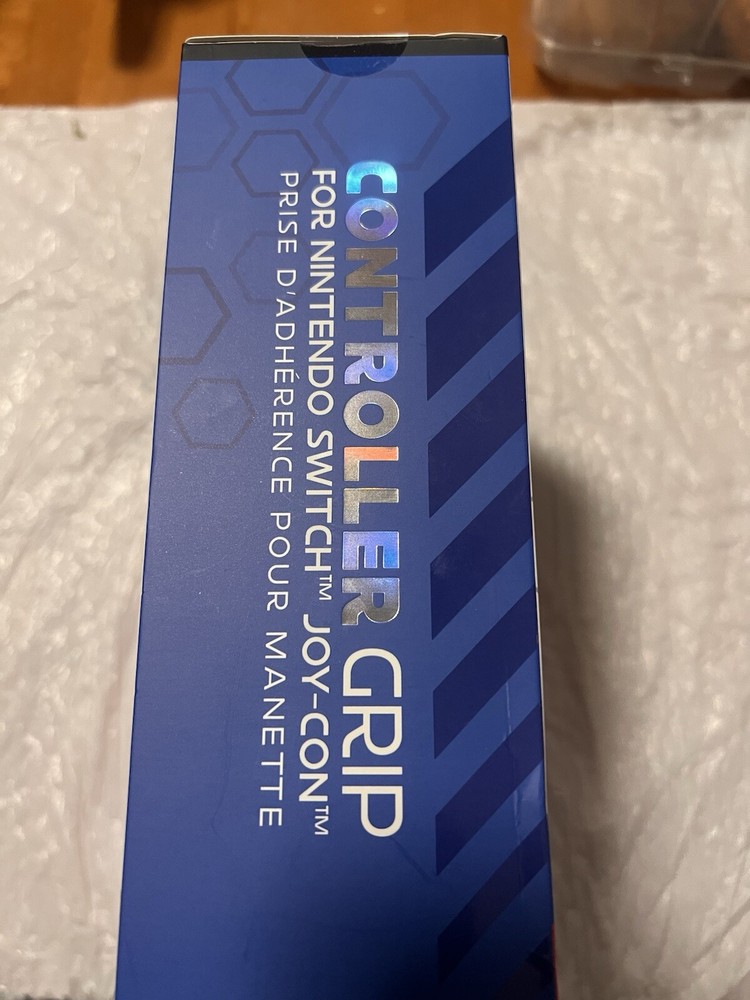 CONTROLLER GRIP
FOR NINTENDO SWITCH™ JOY-CON™
PRISE D'ADHÉRENCE POUR MANETTE